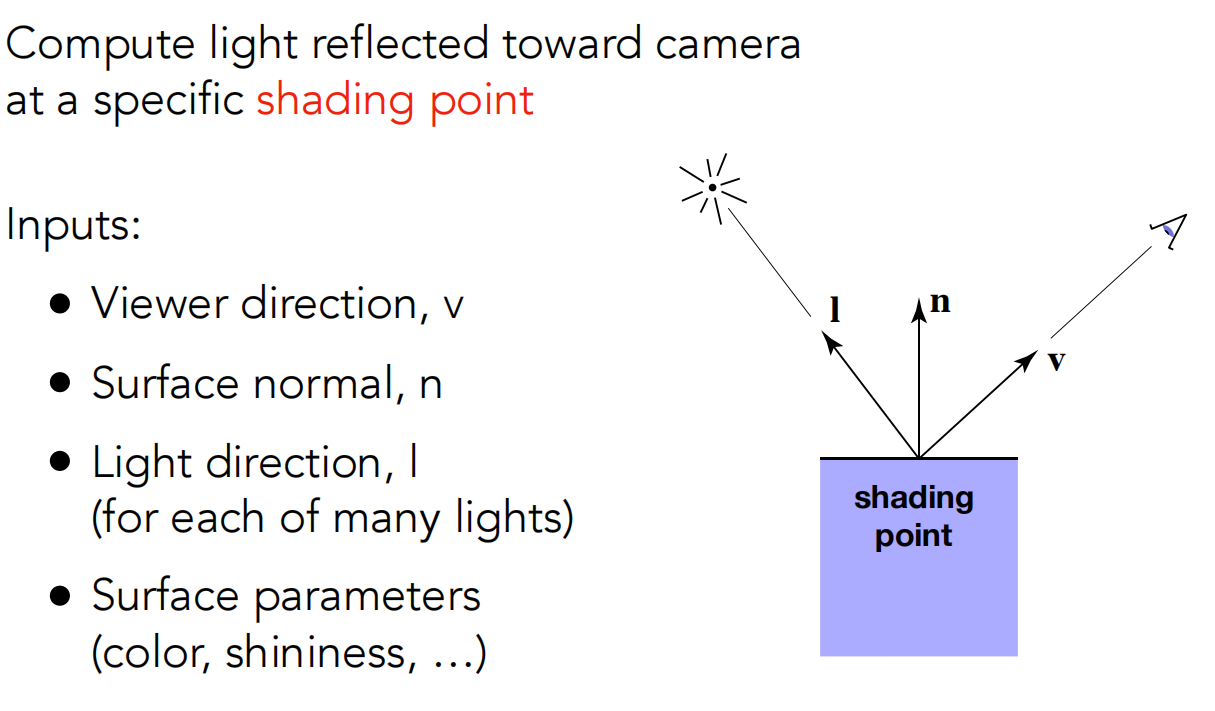 Compute light reflected toward camera
at a specific shading point
Inputs:
● Viewer direction, v
● Surface normal, n
● Light direction, l
(for each of many lights)
● Surface parameters
(color, shininess, …)
l
n
v
shading
point